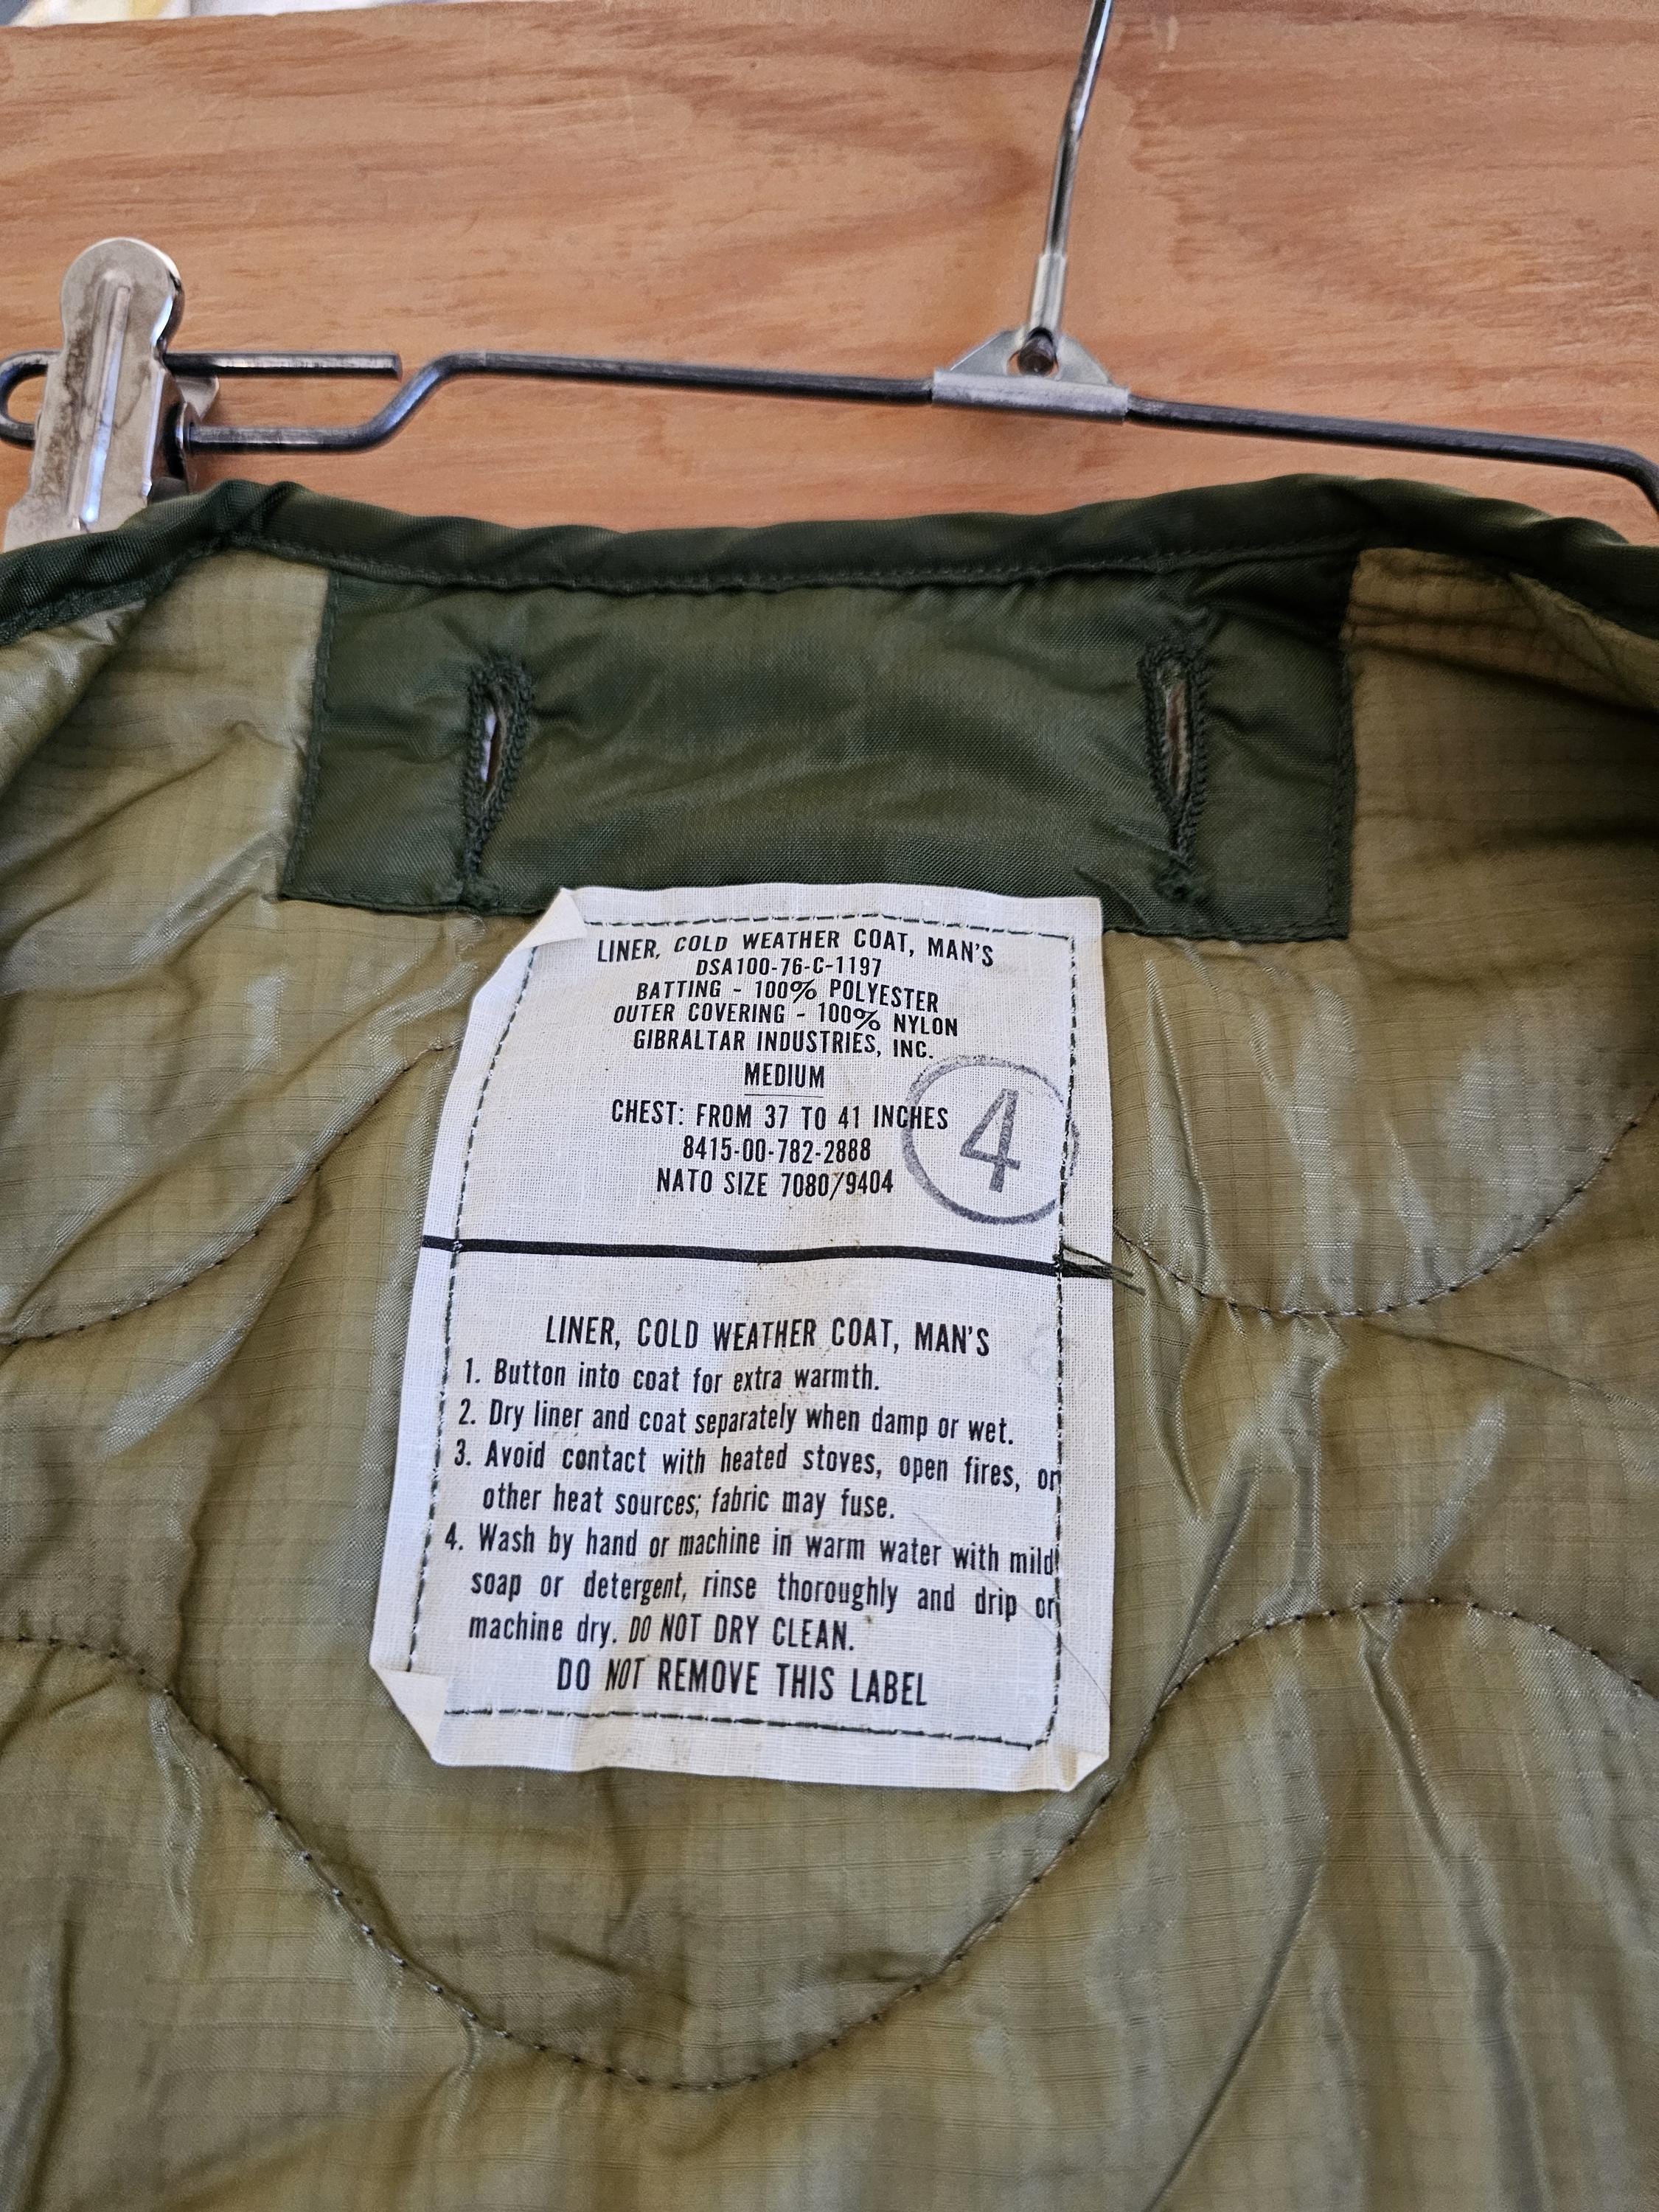 LINER, COLD WEATHER COAT, MAN'S
DSA100-76-C-1197
BATTING - 100% POLYESTER
OUTER COVERING - 100% NYLON
GIBRALTAR INDUSTRIES, INC.
MEDIUM
CHEST: FROM 37 TO 41 INCHES
8415-00-782-2888
NATO SIZE 7080/9404
4
LINER, COLD WEATHER COAT, MAN'S
1. Button into coat for extra warmth.
2. Dry liner and coat separately when damp or wet.
3. Avoid contact with heated stoves, open fires, or
other heat sources; fabric may fuse.
4. Wash by hand or machine in warm water with mild
soap or detergent, rinse thoroughly and drip or
machine dry. DO NOT DRY CLEAN.
DO NOT REMOVE THIS LABEL